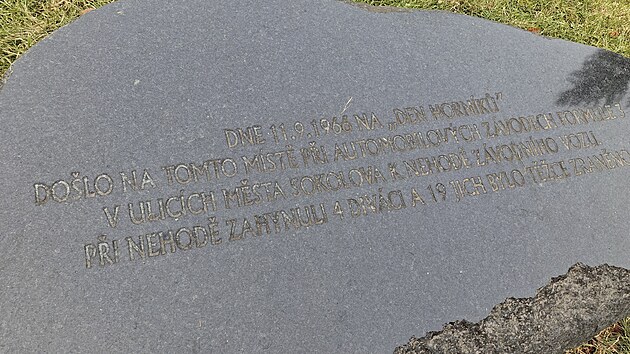 DNE 11.9.1966 NA „DEN HORNÍKŮ“
DOŠLO NA TOMTO MÍSTĚ PŘI AUTOMOBILOVÝCH ZÁVODECH FORMULE 3
V ULICÍCH MĚSTA SOKOLOVA K NEHODĚ ZÁVODNÍHO VOZU.
PŘI NEHODĚ ZAHYNULI 4 DIVÁCI A 19 JICH BYLO TĚŽCE ZRANĚNO